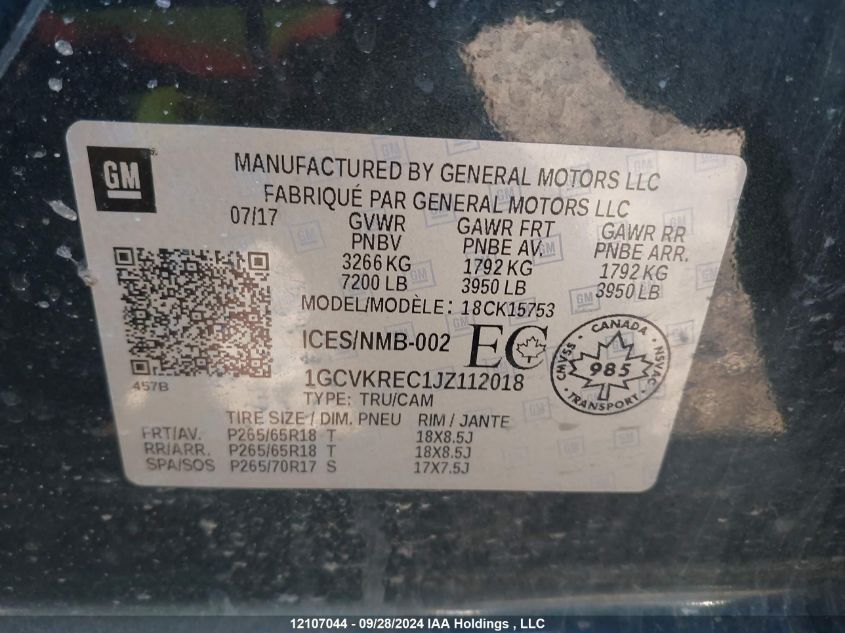 GM
MANUFACTURED BY GENERAL MOTORS LLC
FABRIQUÉ PAR GENERAL MOTORS LLC
07/17 GVWR GAWR FRT GAWR RR
PNBV PNBE AV. PNBE ARR.
3266 KG 1792 KG 1792 KG
7200 LB 3950 LB 3950 LB
MODEL/MODÈLE: 18CK15753
ICES/NMB-002 EC
CANADA
CMVSS 985 NSVAC
TRANSPORT
457B
1GCVKREC1JZ112018
TYPE: TRU/CAM
TIRE SIZE / DIM. PNEU RIM / JANTE
FRT/AV. P265/65R18 T 18X8.5J
RR/ARR. P265/65R18 T 18X8.5J
SPA/SOS P265/70R17 S 17X7.5J
12107044 - 09/28/2024 IAA Holdings , LLC